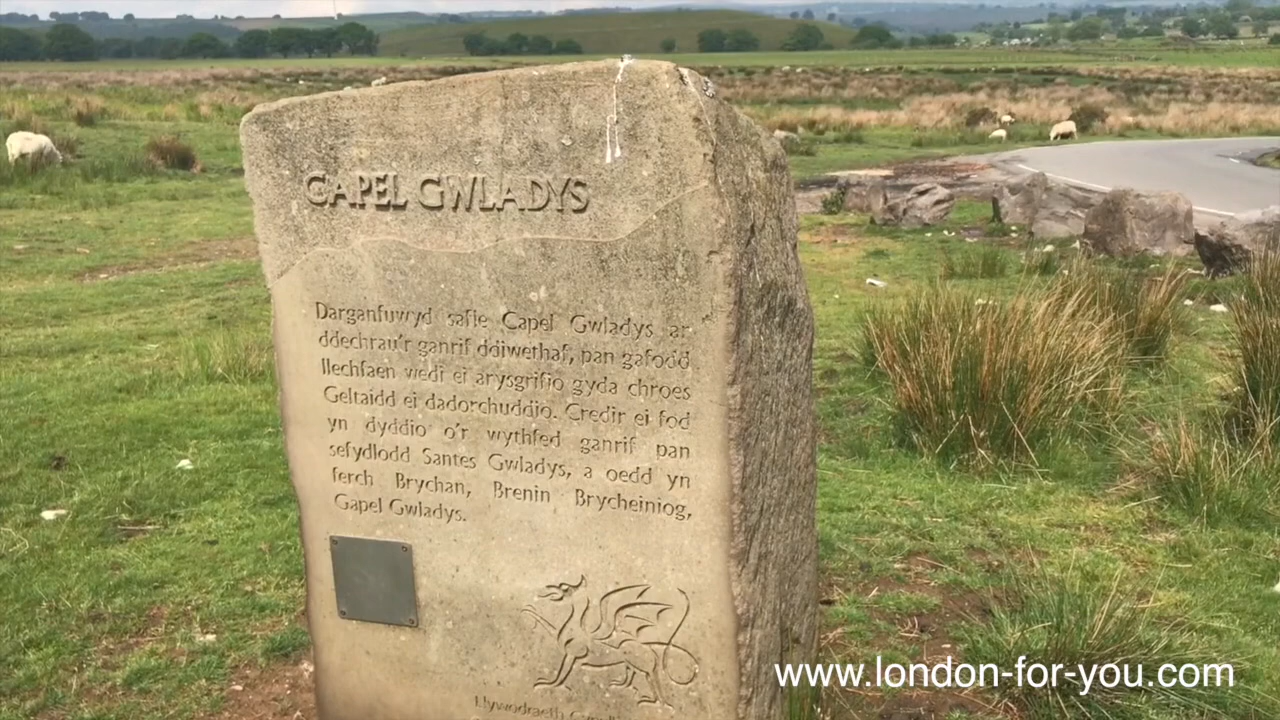 CAPEL GWLADYS
Darganfuwyd safle Capel Gwladys ar
ddechrau'r ganrif ddiwethaf, pan gafodd
llechfaen wedi ei arysgrifio gyda chroes
Geltaidd ei dadorchuddio. Credir ei fod
yn dyddio o'r wythfed ganrif pan
sefydlodd Santes Gwladys, a oedd yn
ferch Brychan, Brenin Brycheiniog,
Gapel Gwladys.
Llywodraeth
www.london-for-you.com